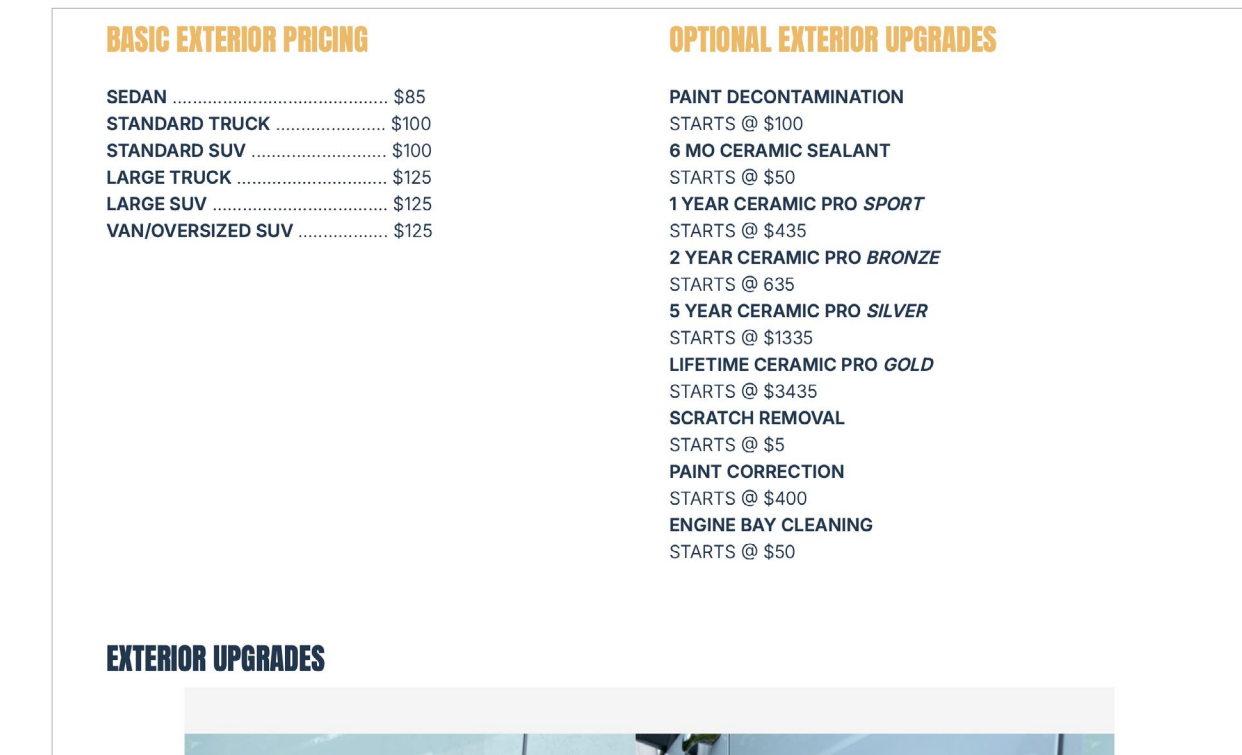 BASIC EXTERIOR PRICING
SEDAN ........................................... $85
STANDARD TRUCK ...................... $100
STANDARD SUV ........................... $100
LARGE TRUCK .............................. $125
LARGE SUV ................................... $125
VAN/OVERSIZED SUV .................. $125
OPTIONAL EXTERIOR UPGRADES
PAINT DECONTAMINATION
STARTS @ $100
6 MO CERAMIC SEALANT
STARTS @ $50
1 YEAR CERAMIC PRO SPORT
STARTS @ $435
2 YEAR CERAMIC PRO BRONZE
STARTS @ 635
5 YEAR CERAMIC PRO SILVER
STARTS @ $1335
LIFETIME CERAMIC PRO GOLD
STARTS @ $3435
SCRATCH REMOVAL
STARTS @ $5
PAINT CORRECTION
STARTS @ $400
ENGINE BAY CLEANING
STARTS @ $50
EXTERIOR UPGRADES